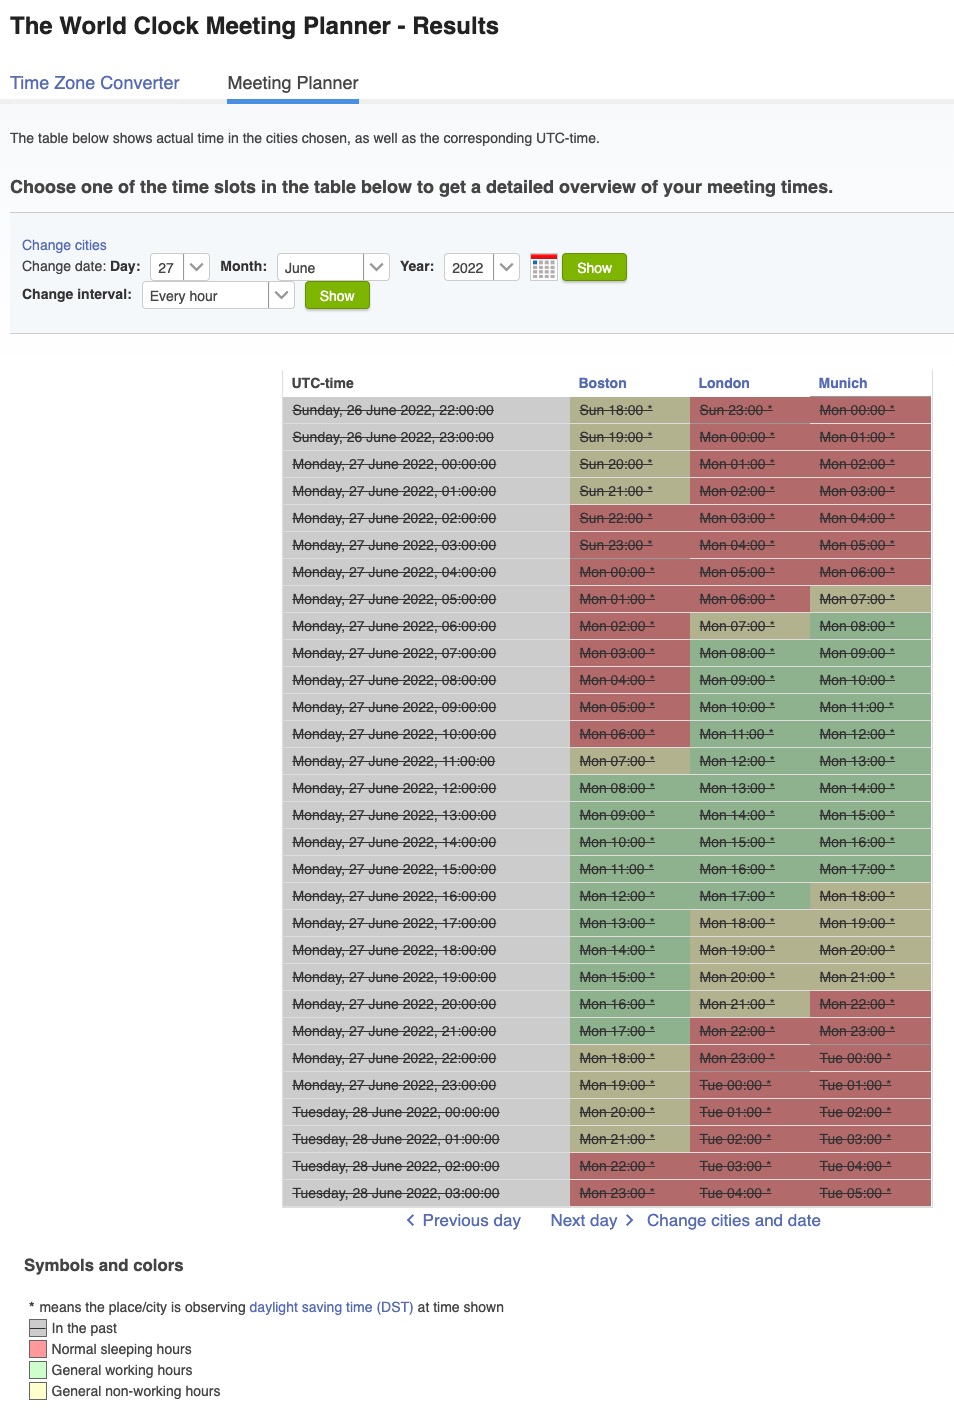 The World Clock Meeting Planner - Results
Time Zone Converter Meeting Planner
The table below shows actual time in the cities chosen, as well as the corresponding UTC-time.
Choose one of the time slots in the table below to get a detailed overview of your meeting times.
Change cities
Change date: Day: 27 Month: June Year: 2022 Show
Change interval: Every hour Show
UTC-time Boston London Munich
Sunday, 26 June 2022, 22:00:00 Sun 18:00 * Sun 23:00 * Mon 00:00 *
Sunday, 26 June 2022, 23:00:00 Sun 19:00 * Mon 00:00 * Mon 01:00 *
Monday, 27 June 2022, 00:00:00 Sun 20:00 * Mon 01:00 * Mon 02:00 *
Monday, 27 June 2022, 01:00:00 Sun 21:00 * Mon 02:00 * Mon 03:00 *
Monday, 27 June 2022, 02:00:00 Sun 22:00 * Mon 03:00 * Mon 04:00 *
Monday, 27 June 2022, 03:00:00 Sun 23:00 * Mon 04:00 * Mon 05:00 *
Monday, 27 June 2022, 04:00:00 Mon 00:00 * Mon 05:00 * Mon 06:00 *
Monday, 27 June 2022, 05:00:00 Mon 01:00 * Mon 06:00 * Mon 07:00 *
Monday, 27 June 2022, 06:00:00 Mon 02:00 * Mon 07:00 * Mon 08:00 *
Monday, 27 June 2022, 07:00:00 Mon 03:00 * Mon 08:00 * Mon 09:00 *
Monday, 27 June 2022, 08:00:00 Mon 04:00 * Mon 09:00 * Mon 10:00 *
Monday, 27 June 2022, 09:00:00 Mon 05:00 * Mon 10:00 * Mon 11:00 *
Monday, 27 June 2022, 10:00:00 Mon 06:00 * Mon 11:00 * Mon 12:00 *
Monday, 27 June 2022, 11:00:00 Mon 07:00 * Mon 12:00 * Mon 13:00 *
Monday, 27 June 2022, 12:00:00 Mon 08:00 * Mon 13:00 * Mon 14:00 *
Monday, 27 June 2022, 13:00:00 Mon 09:00 * Mon 14:00 * Mon 15:00 *
Monday, 27 June 2022, 14:00:00 Mon 10:00 * Mon 15:00 * Mon 16:00 *
Monday, 27 June 2022, 15:00:00 Mon 11:00 * Mon 16:00 * Mon 17:00 *
Monday, 27 June 2022, 16:00:00 Mon 12:00 * Mon 17:00 * Mon 18:00 *
Monday, 27 June 2022, 17:00:00 Mon 13:00 * Mon 18:00 * Mon 19:00 *
Monday, 27 June 2022, 18:00:00 Mon 14:00 * Mon 19:00 * Mon 20:00 *
Monday, 27 June 2022, 19:00:00 Mon 15:00 * Mon 20:00 * Mon 21:00 *
Monday, 27 June 2022, 20:00:00 Mon 16:00 * Mon 21:00 * Mon 22:00 *
Monday, 27 June 2022, 21:00:00 Mon 17:00 * Mon 22:00 * Mon 23:00 *
Monday, 27 June 2022, 22:00:00 Mon 18:00 * Mon 23:00 * Tue 00:00 *
Monday, 27 June 2022, 23:00:00 Mon 19:00 * Tue 00:00 * Tue 01:00 *
Tuesday, 28 June 2022, 00:00:00 Mon 20:00 * Tue 01:00 * Tue 02:00 *
Tuesday, 28 June 2022, 01:00:00 Mon 21:00 * Tue 02:00 * Tue 03:00 *
Tuesday, 28 June 2022, 02:00:00 Mon 22:00 * Tue 03:00 * Tue 04:00 *
Tuesday, 28 June 2022, 03:00:00 Mon 23:00 * Tue 04:00 * Tue 05:00 *
< Previous day Next day > Change cities and date
Symbols and colors
* means the place/city is observing daylight saving time (DST) at time shown
In the past
Normal sleeping hours
General working hours
General non-working hours